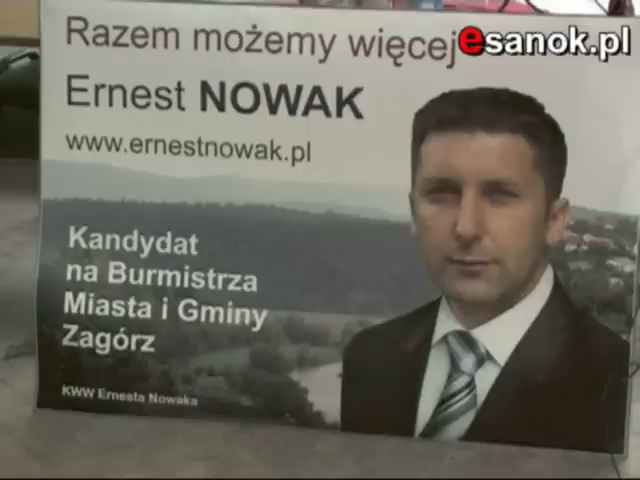 Razem możemy więcej
esanok.pl
Ernest NOWAK
www.ernestnowak.pl
Kandydat
na Burmistrza
Miasta i Gminy
Zagórz
KWW Ernesta Nowaka